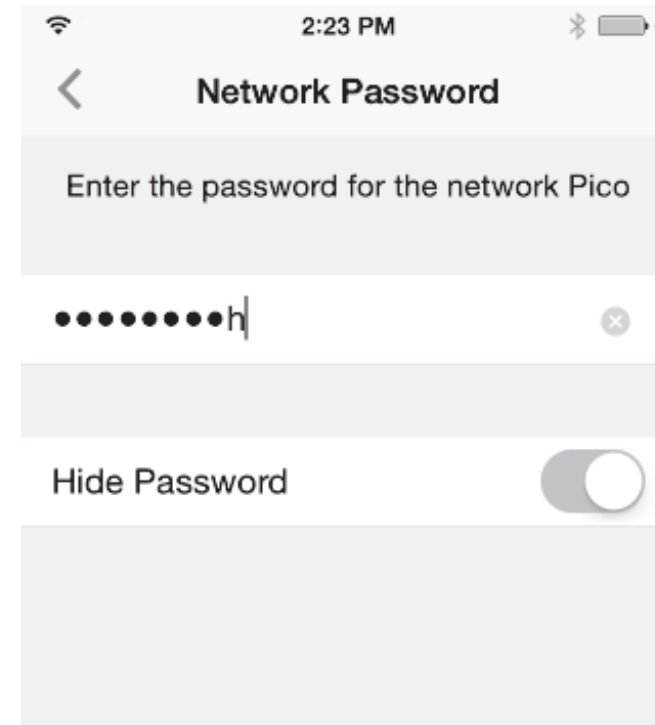 2:23 PM
Network Password
Enter the password for the network Pico
●●●●●●●●h
Hide Password